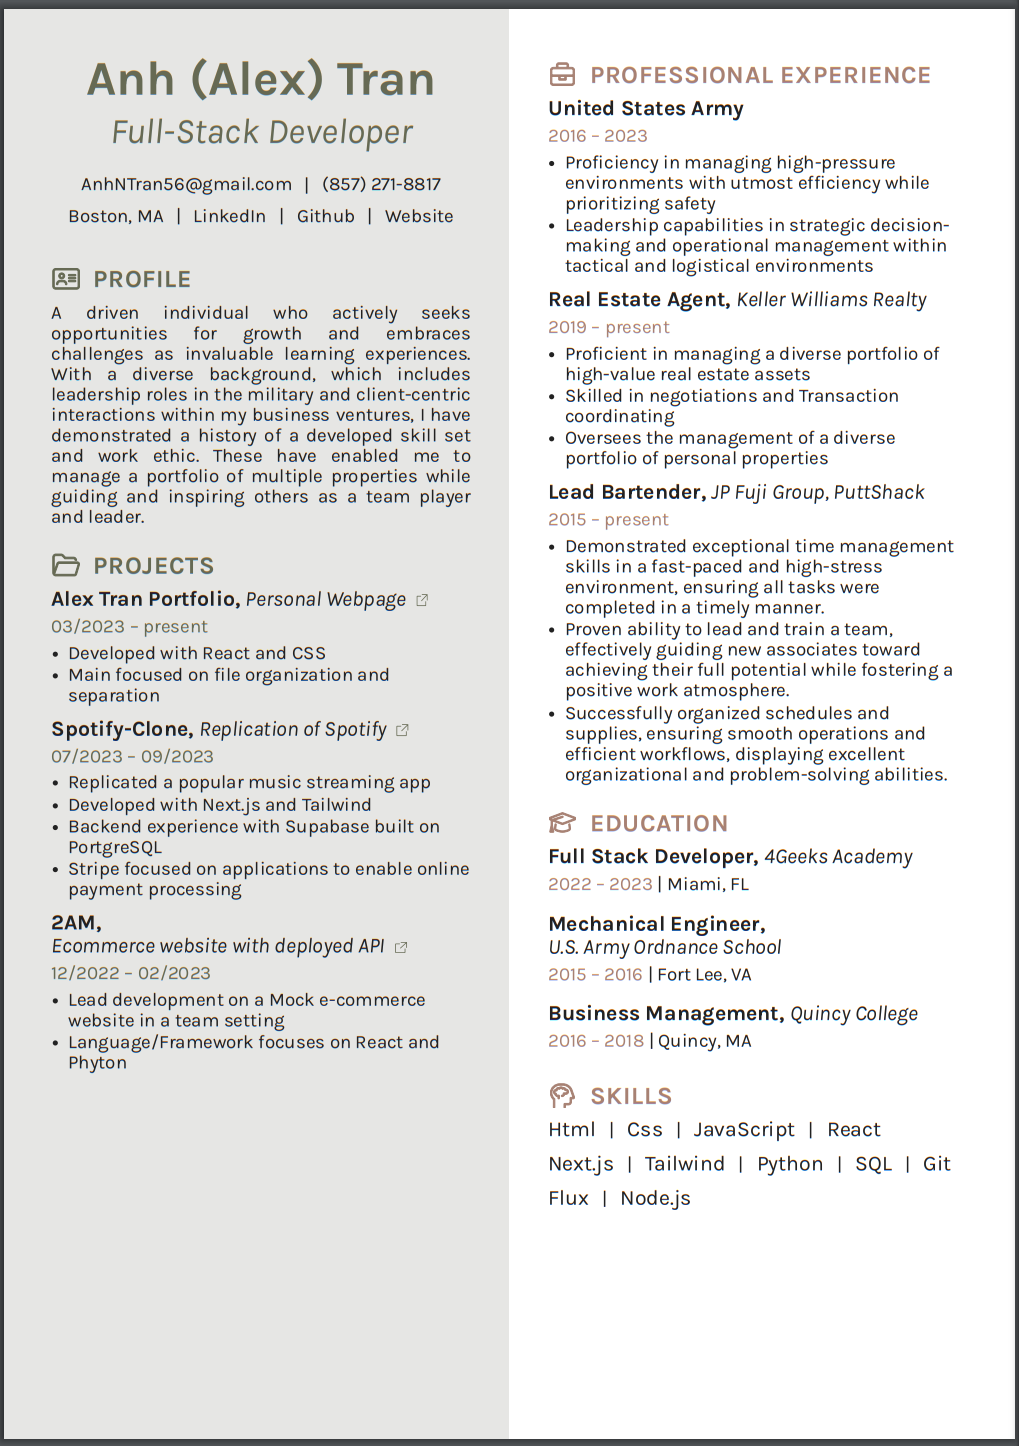 Anh (Alex) Tran
Full-Stack Developer
AnhNTran56@gmail.com | (857) 271-8817
Boston, MA | LinkedIn | Github | Website
PROFILE
A driven individual who actively seeks
opportunities for growth and embraces
challenges as invaluable learning experiences.
With a diverse background, which includes
leadership roles in the military and client-centric
interactions within my business ventures, I have
demonstrated a history of a developed skill set
and work ethic. These have enabled me to
manage a portfolio of multiple properties while
guiding and inspiring others as a team player
and leader.
PROJECTS
Alex Tran Portfolio, Personal Webpage
03/2023 – present
• Developed with React and CSS
• Main focused on file organization and
separation
Spotify-Clone, Replication of Spotify
07/2023 – 09/2023
• Replicated a popular music streaming app
• Developed with Next.js and Tailwind
• Backend experience with Supabase built on
PortgreSQL
• Stripe focused on applications to enable online
payment processing
2AM,
Ecommerce website with deployed API
12/2022 – 02/2023
• Lead development on a Mock e-commerce
website in a team setting
• Language/Framework focuses on React and
Phyton
PROFESSIONAL EXPERIENCE
United States Army
2016 – 2023
• Proficiency in managing high-pressure
environments with utmost efficiency while
prioritizing safety
• Leadership capabilities in strategic decision-
making and operational management within
tactical and logistical environments
Real Estate Agent, Keller Williams Realty
2019 – present
• Proficient in managing a diverse portfolio of
high-value real estate assets
• Skilled in negotiations and Transaction
coordinating
• Oversees the management of a diverse
portfolio of personal properties
Lead Bartender, JP Fuji Group, PuttShack
2015 – present
• Demonstrated exceptional time management
skills in a fast-paced and high-stress
environment, ensuring all tasks were
completed in a timely manner.
• Proven ability to lead and train a team,
effectively guiding new associates toward
achieving their full potential while fostering a
positive work atmosphere.
• Successfully organized schedules and
supplies, ensuring smooth operations and
efficient workflows, displaying excellent
organizational and problem-solving abilities.
EDUCATION
Full Stack Developer, 4Geeks Academy
2022 – 2023 | Miami, FL
Mechanical Engineer,
U.S. Army Ordnance School
2015 – 2016 | Fort Lee, VA
Business Management, Quincy College
2016 – 2018 | Quincy, MA
SKILLS
Html | Css | JavaScript | React
Next.js | Tailwind | Python | SQL | Git
Flux | Node.js